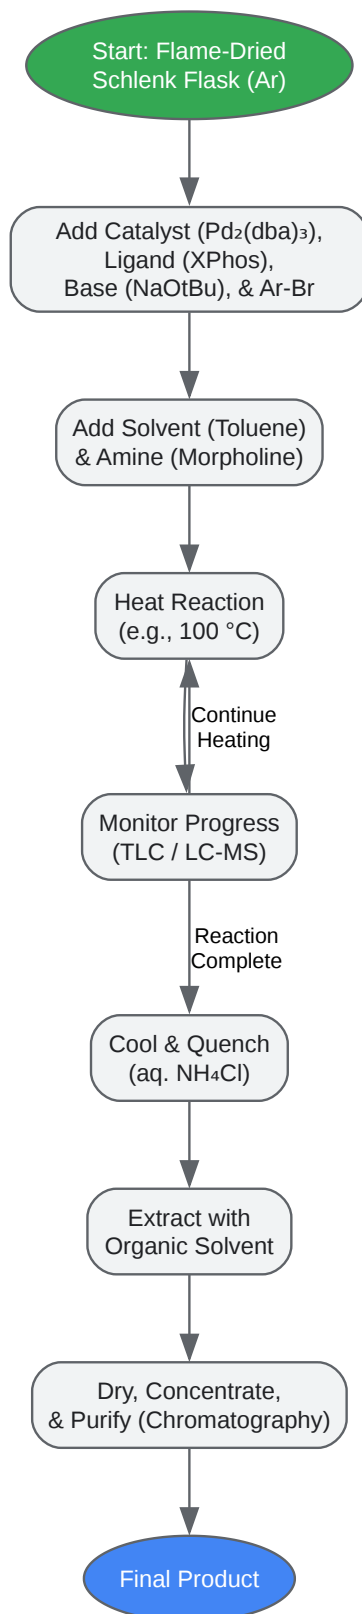 Start: Flame-Dried
Schlenk Flask (Ar)
Add Catalyst (Pd₂(dba)₃),
Ligand (XPhos),
Base (NaOtBu), & Ar-Br
Add Solvent (Toluene)
& Amine (Morpholine)
Heat Reaction
(e.g., 100 °C)
Continue
Heating
Monitor Progress
(TLC / LC-MS)
Reaction
Complete
Cool & Quench
(aq. NH₄Cl)
Extract with
Organic Solvent
Dry, Concentrate,
& Purify (Chromatography)
Final Product